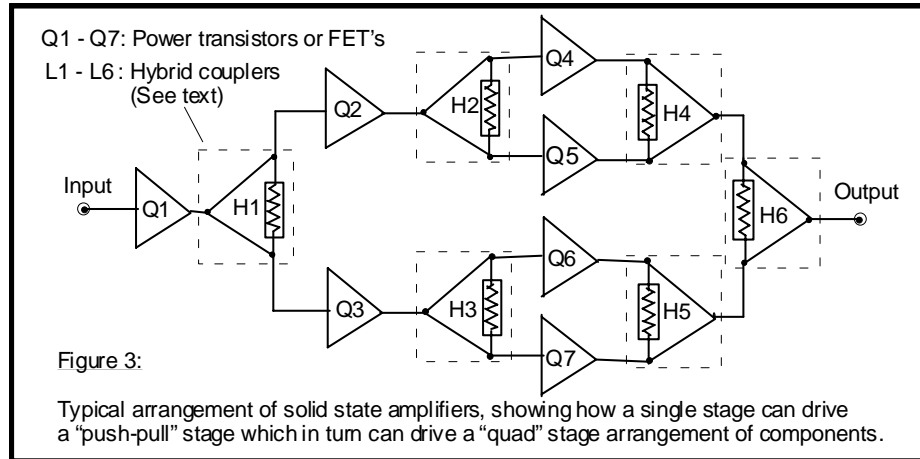 Q1 - Q7: Power transistors or FET's
L1 - L6 : Hybrid couplers
(See text)
Input
Q1
H1
Q2
H2
Q4
Q5
H4
H6
Output
Q3
H3
Q6
Q7
H5
Figure 3:
Typical arrangement of solid state amplifiers, showing how a single stage can drive
a “push-pull” stage which in turn can drive a “quad” stage arrangement of components.